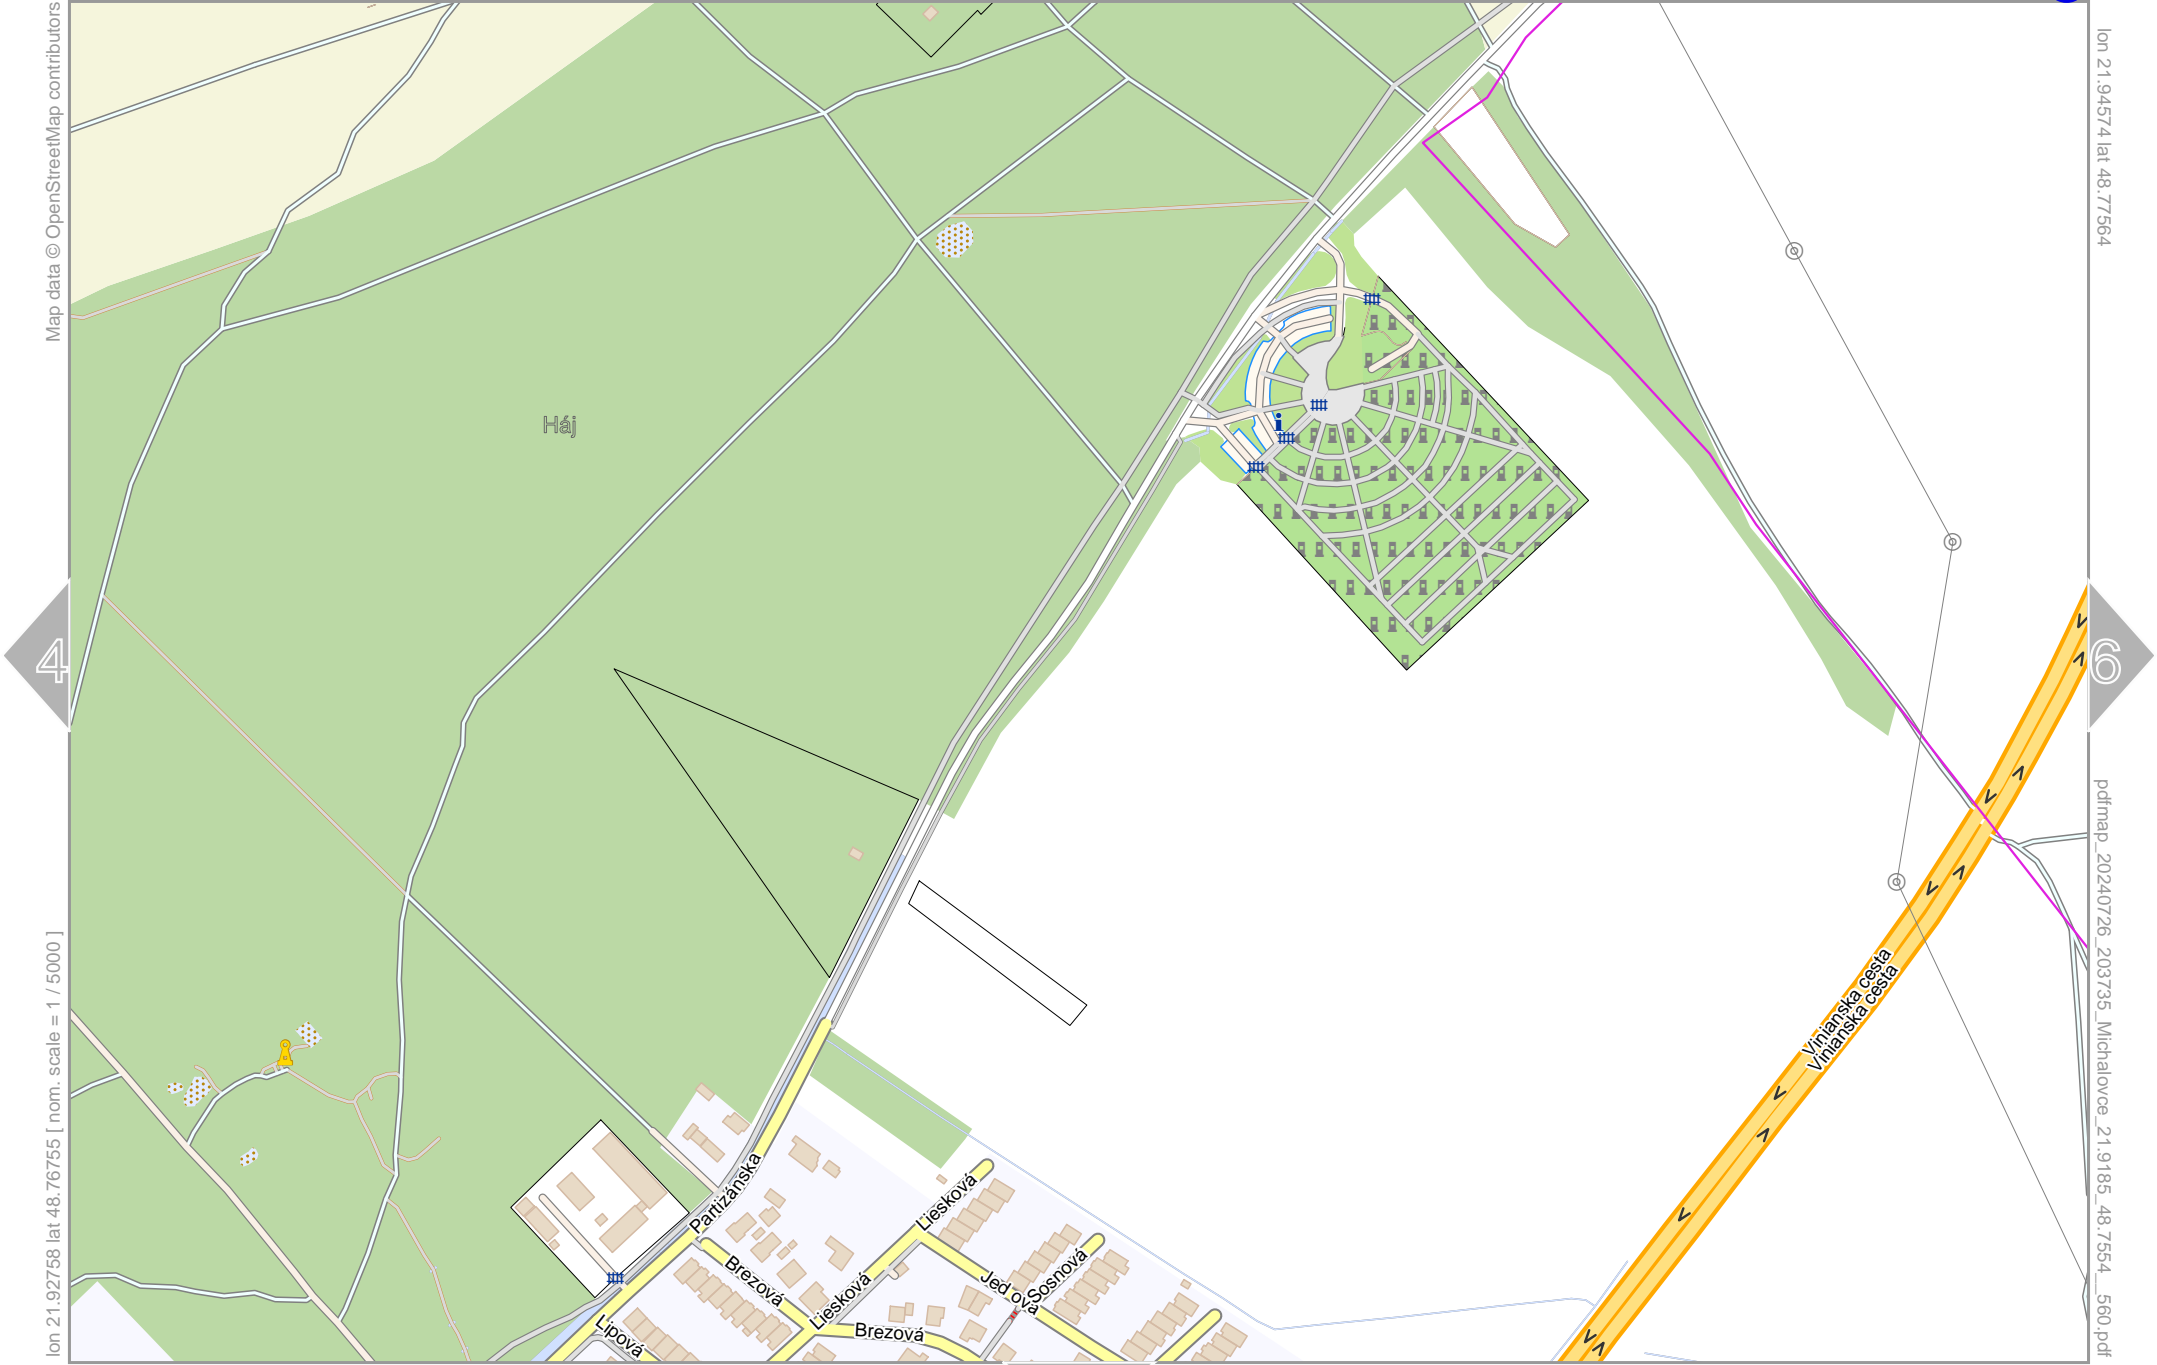 Map data © OpenStreetMap contributors
lon 21.94574 lat 48.77564
Háj
i
4
6
Vinianska cesta
Vinianska cesta
Partizánska
Liesková
Brezová
Liesková
Jed ová
Sosnová
Brezová
Lipová
lon 21.92758 lat 48.76755 [ nom. scale = 1 / 5000 ]
pdfmap_20240726_203735_Michalovce_21.9185_48.7554__560.pdf